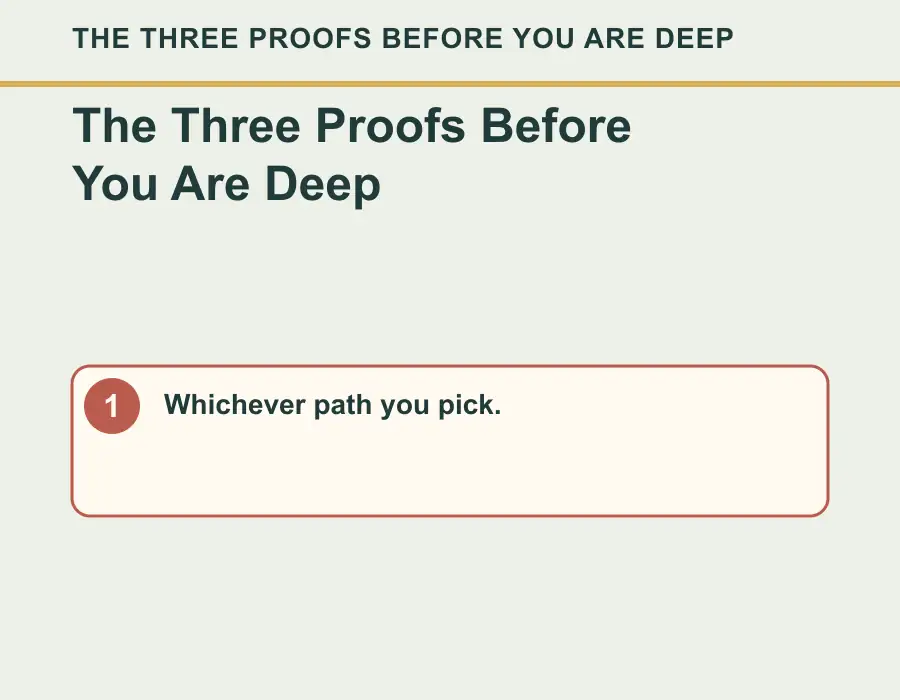 THE THREE PROOFS BEFORE YOU ARE DEEP
The Three Proofs Before
You Are Deep
1
Whichever path you pick.